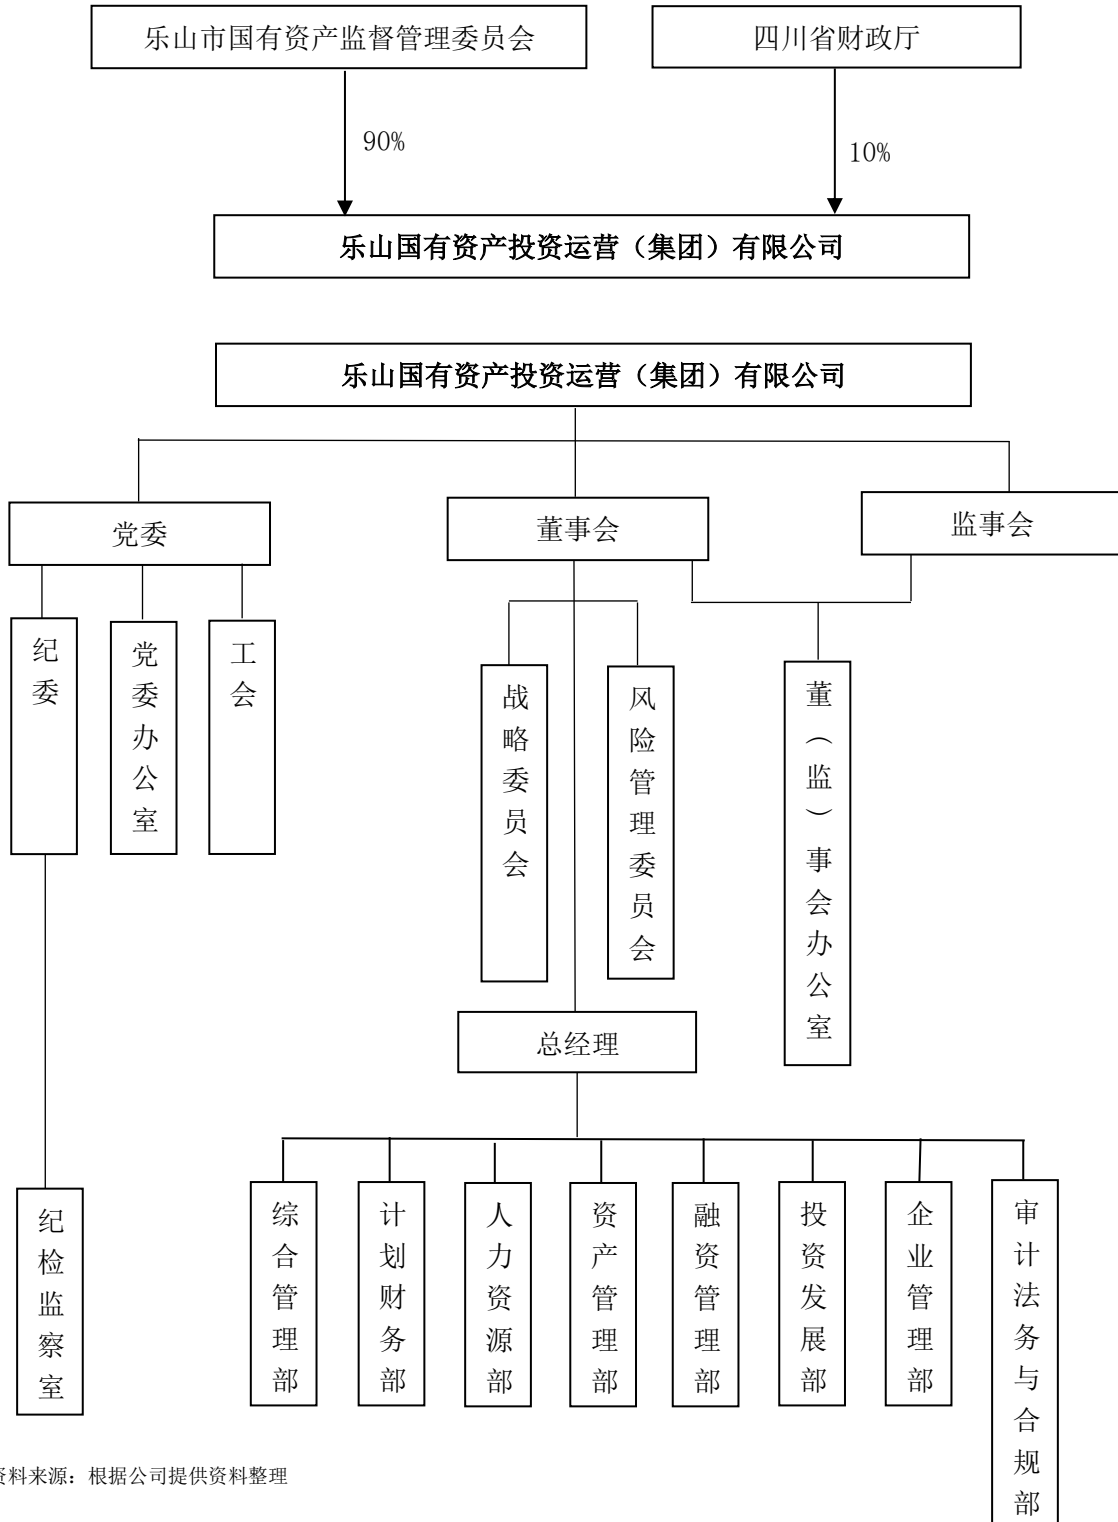 乐山市国有资产监督管理委员会
四川省财政厅
90%
10%
乐山国有资产投资运营（集团）有限公司
乐山国有资产投资运营（集团）有限公司
党委
董事会
监事会
纪委
党委办公室
工会
战略委员会
风险管理委员会
董（监）事会办公室
总经理
纪检监察室
综合管理部
计划财务部
人力资源部
资产管理部
融资管理部
投资发展部
企业管理部
审计法务与合规部
资料来源：根据公司提供资料整理